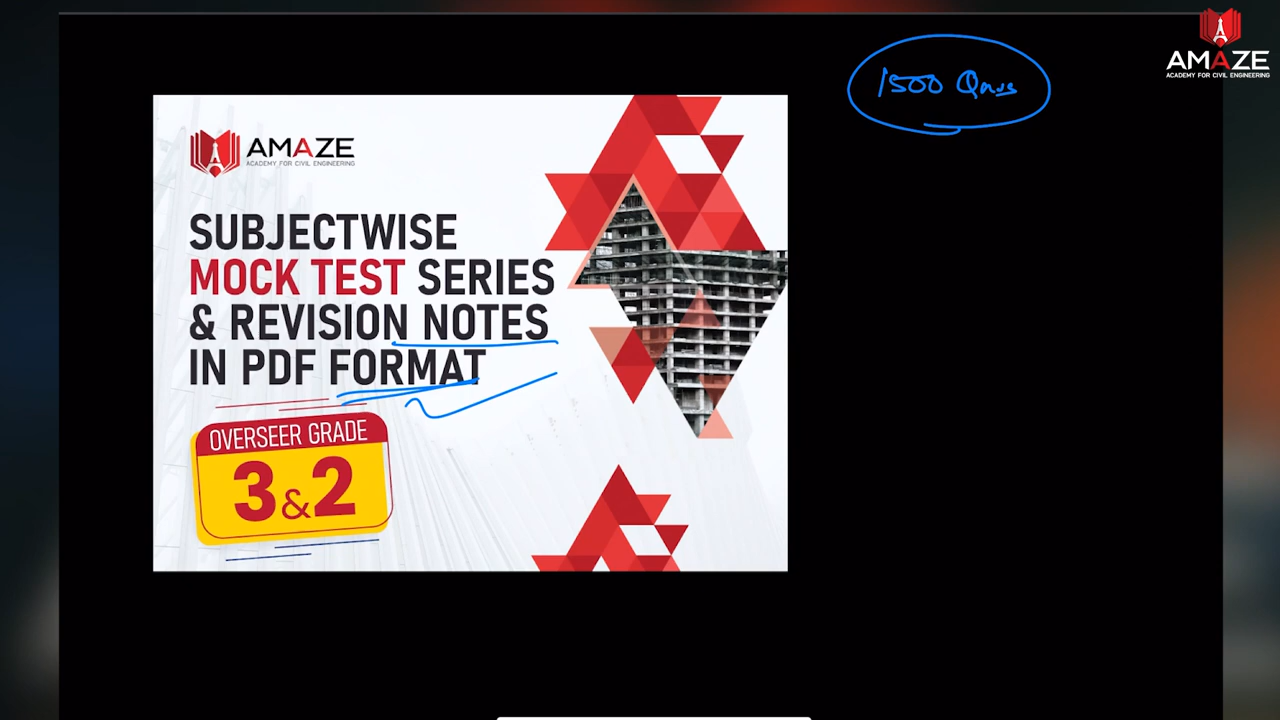 1500 Qns
AMAZE
ACADEMY FOR CIVIL ENGINEERING
AMAZE
ACADEMY FOR CIVIL ENGINEERING
SUBJECTWISE
MOCK TEST SERIES
& REVISION NOTES
IN PDF FORMAT
OVERSEER GRADE
3&2